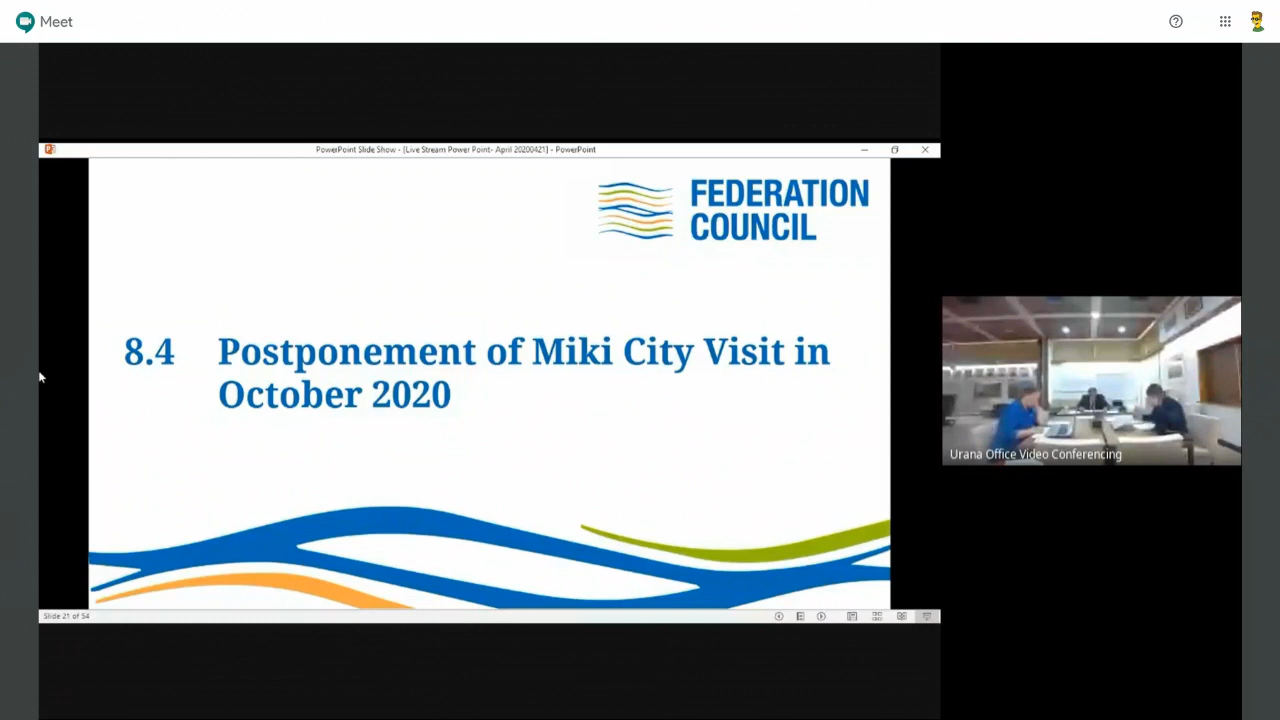 Meet
PowerPoint Slide Show - [Live Stream Power Point- April 20200421] - PowerPoint
FEDERATION
COUNCIL
8.4 Postponement of Miki City Visit in
October 2020
Urana Office Video Conferencing
Slide 21 of 54